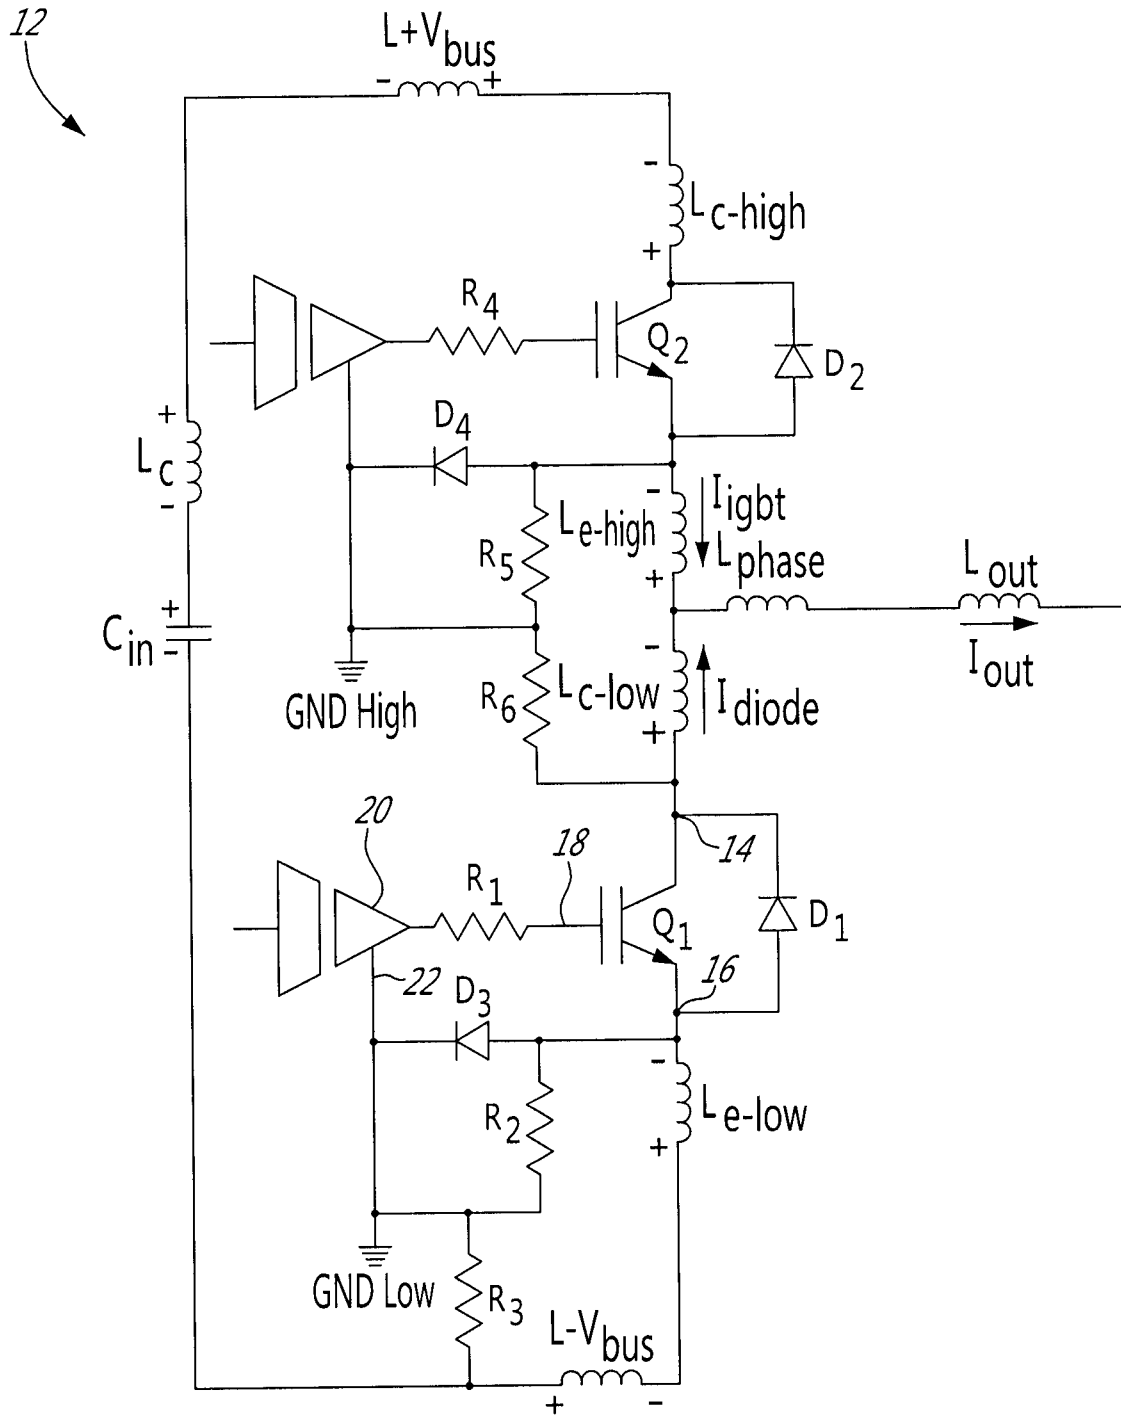 12
L+Vbus
- +
-
Lc-high
+
R4
Q2
D2
D4
+
Lc
-
-
Iigbt
Le-high
R5
+
Lphase
Lout
Iout
+
Cin
-
GND High
-
Lc-low
R6
Idiode
+
20
14
18
R1
Q1
D1
22
16
D3
-
R2
Le-low
+
GND Low
R3
L-Vbus
+ -